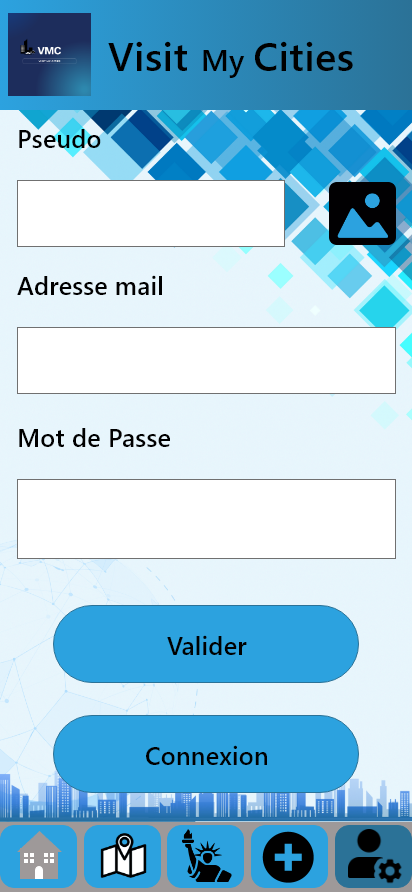 VMC
Visit My Cities
Pseudo
Adresse mail
Mot de Passe
Valider
Connexion